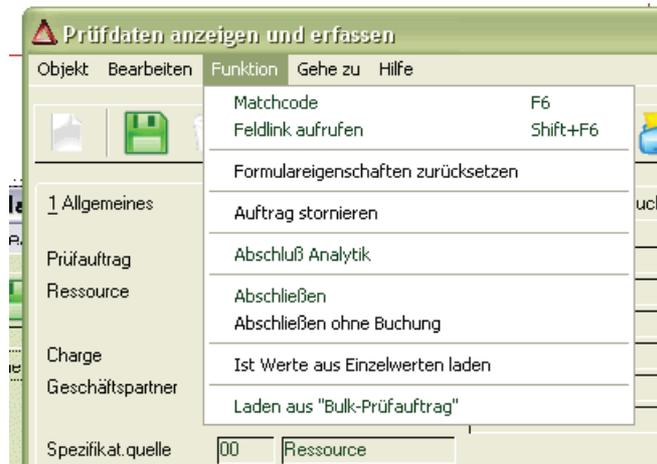 Prüfdaten anzeigen und erfassen
Objekt Bearbeiten Funktion Gehe zu Hilfe
Matchcode F6
Feldlink aufrufen Shift+F6
Formulareigenschaften zurücksetzen
1 Allgemeines
Auftrag stornieren
Prüfauftrag
Abschluß Analytik
Ressource
Abschließen
Abschließen ohne Buchung
Charge
Ist Werte aus Einzelwerten laden
Geschäftspartner
Laden aus "Bulk-Prüfauftrag"
Spezifikat.quelle 00 Ressource